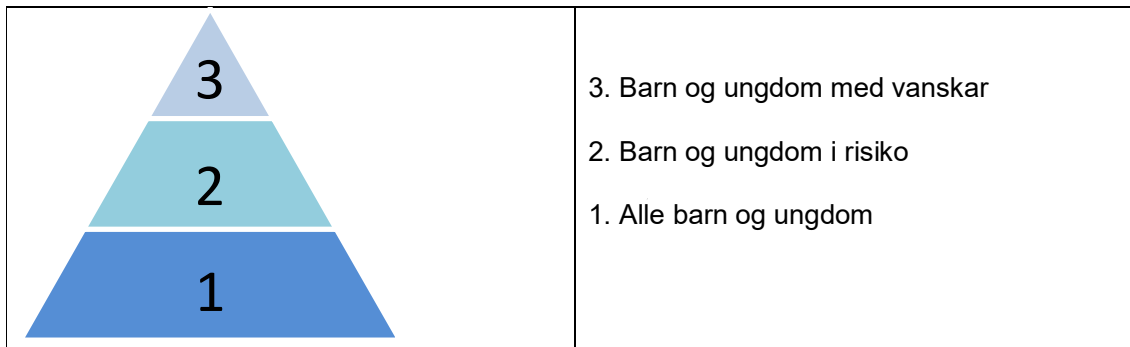 3
2
1
3. Barn og ungdom med vanskar
2. Barn og ungdom i risiko
1. Alle barn og ungdom